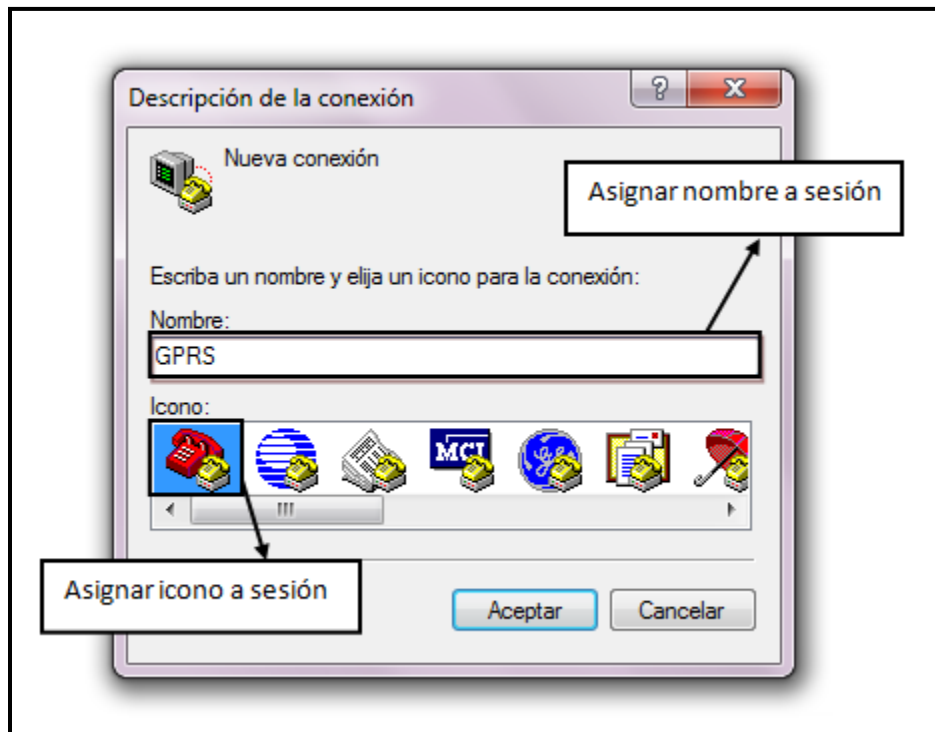 Descripción de la conexión
Nueva conexión
Asignar nombre a sesión
Escriba un nombre y elija un icono para la conexión:
Nombre:
GPRS
Icono:
MCI
Asignar icono a sesión
Aceptar
Cancelar